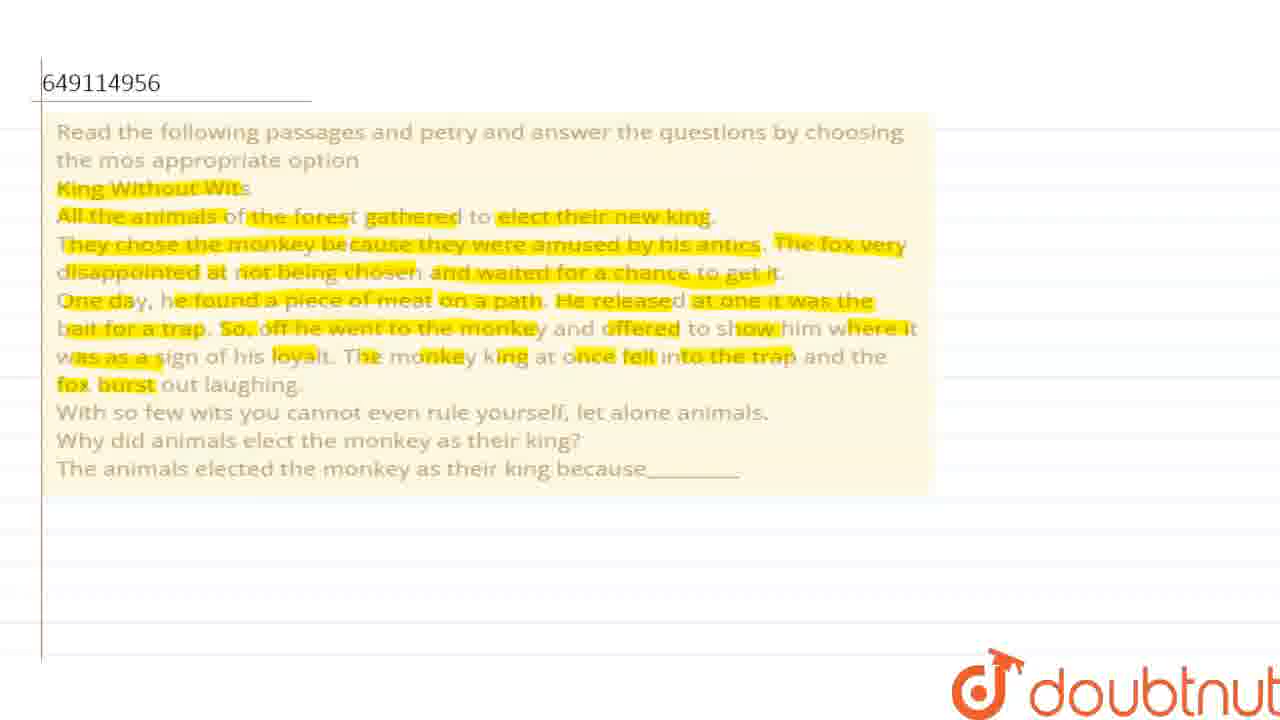 649114956
Read the following passages and petry and answer the questions by choosing
the mos appropriate option
King Without Wits
All the animals of the forest gathered to elect their new king.
They chose the monkey because they were amused by his antics. The fox very
disappointed at not being chosen and waited for a chance to get it.
One day, he found a piece of meat on a path. He released at one it was the
bait for a trap. So, off he went to the monkey and offered to show him where it
was as a sign of his loyalt. The monkey king at once fell into the trap and the
fox burst out laughing.
With so few wits you cannot even rule yourself, let alone animals.
Why did animals elect the monkey as their king?
The animals elected the monkey as their king because_________
doubtnut